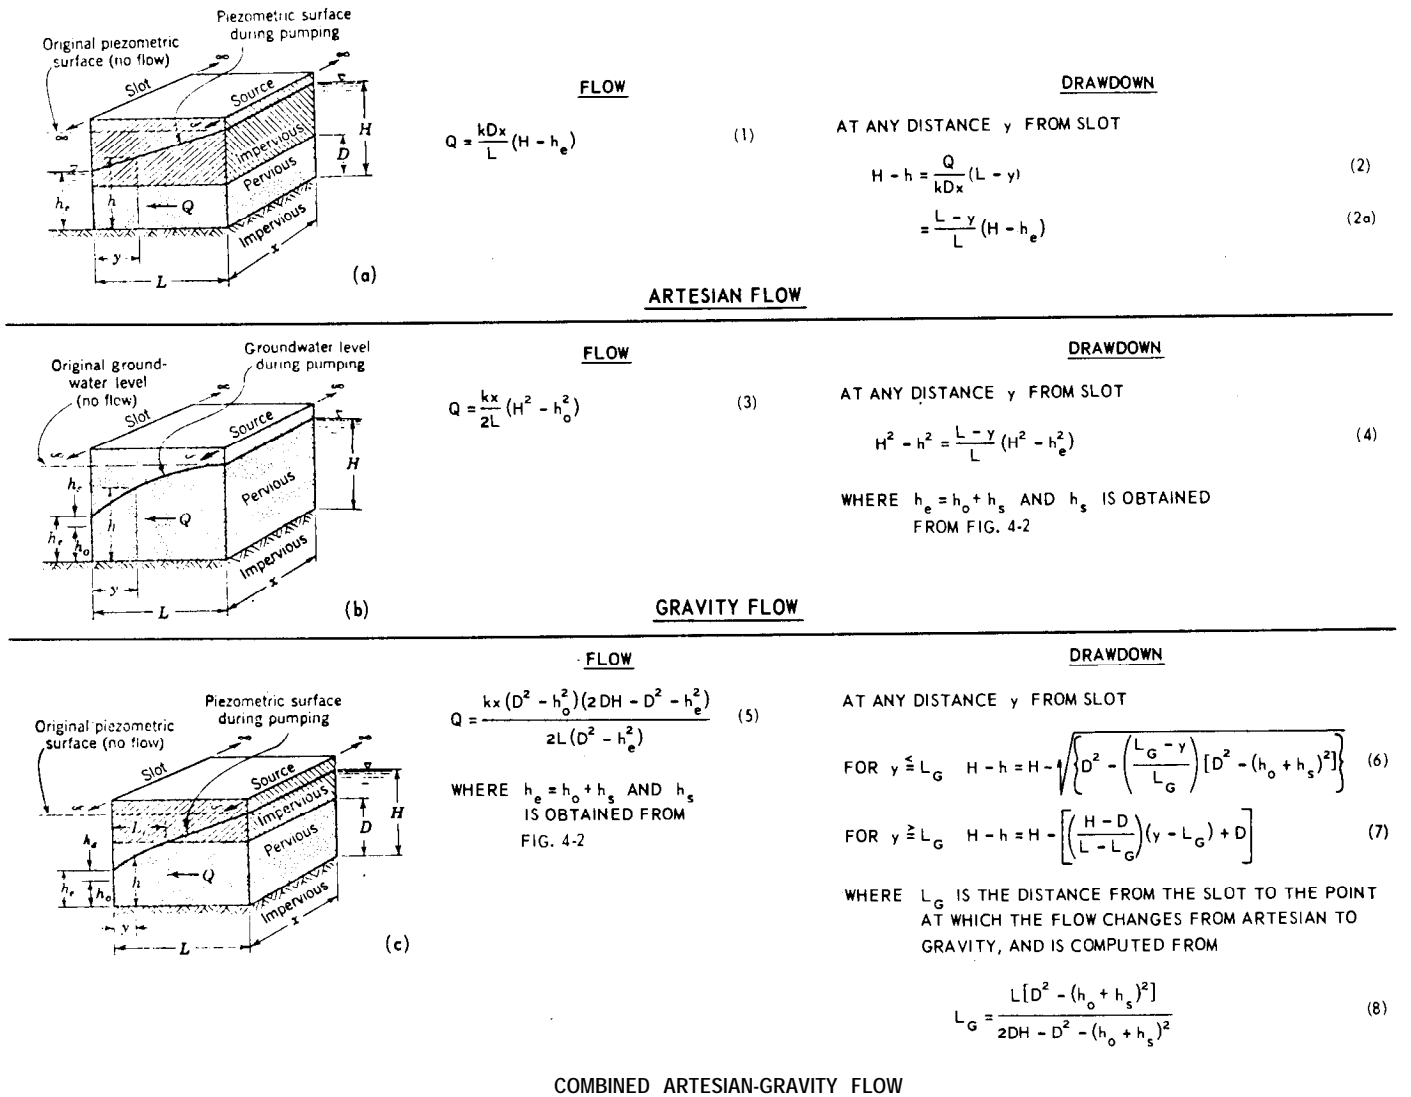 Piezometric surface
during pumping
Original piezometric
surface (no flow)
∞
∞
Slot
Source
FLOW
DRAWDOWN
Q = kDx/L (H - h_e) (1)
AT ANY DISTANCE y FROM SLOT
H - h = Q/kDx (L - y) (2)
= L - y/L (H - h_e) (2a)
∞
H
D
Impervious
Pervious
Impervious
h_e
h
Q
y
L
x
(a)
ARTESIAN FLOW
Groundwater level
during pumping
Original ground-
water level
(no flow)
∞
∞
Slot
Source
FLOW
DRAWDOWN
Q = kx/2L (H² - h_o²) (3)
AT ANY DISTANCE y FROM SLOT
H² - h² = L - y/L (H² - h_e²) (4)
WHERE h_e = h_o + h_s AND h_s IS OBTAINED
FROM FIG. 4-2
H
Pervious
Impervious
h_e
h_o
h
Q
y
L
x
(b)
GRAVITY FLOW
Piezometric surface
during pumping
Original piezometric
surface (no flow)
∞
∞
Slot
Source
FLOW
DRAWDOWN
Q = kx (D² - h_o²)(2DH - D² - h_e²)/2L(D² - h_e²) (5)
WHERE h_e = h_o + h_s AND h_s
IS OBTAINED FROM
FIG. 4-2
AT ANY DISTANCE y FROM SLOT
FOR y ≦ L_G H - h = H - √{D² - (L_G - y/L_G) [D² - (h_o + h_s)²]} (6)
FOR y ≧ L_G H - h = H - [(H - D/L - L_G)(y - L_G) + D] (7)
WHERE L_G IS THE DISTANCE FROM THE SLOT TO THE POINT
AT WHICH THE FLOW CHANGES FROM ARTESIAN TO
GRAVITY, AND IS COMPUTED FROM
L_G = L[D² - (h_o + h_s)²]/2DH - D² - (h_o + h_s)² (8)
H
D
Impervious
Pervious
Impervious
h_e
h_o
h
Q
y
L
x
(c)
COMBINED ARTESIAN-GRAVITY FLOW